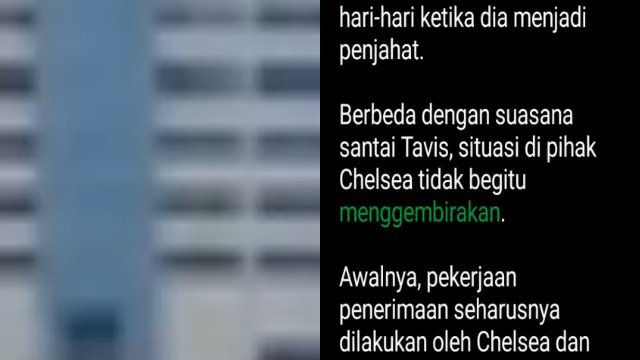 hari-hari ketika dia menjadi
penjahat.
Berbeda dengan suasana
santai Tavis, situasi di pihak
Chelsea tidak begitu
menggembirakan.
Awalnya, pekerjaan
penerimaan seharusnya
dilakukan oleh Chelsea dan